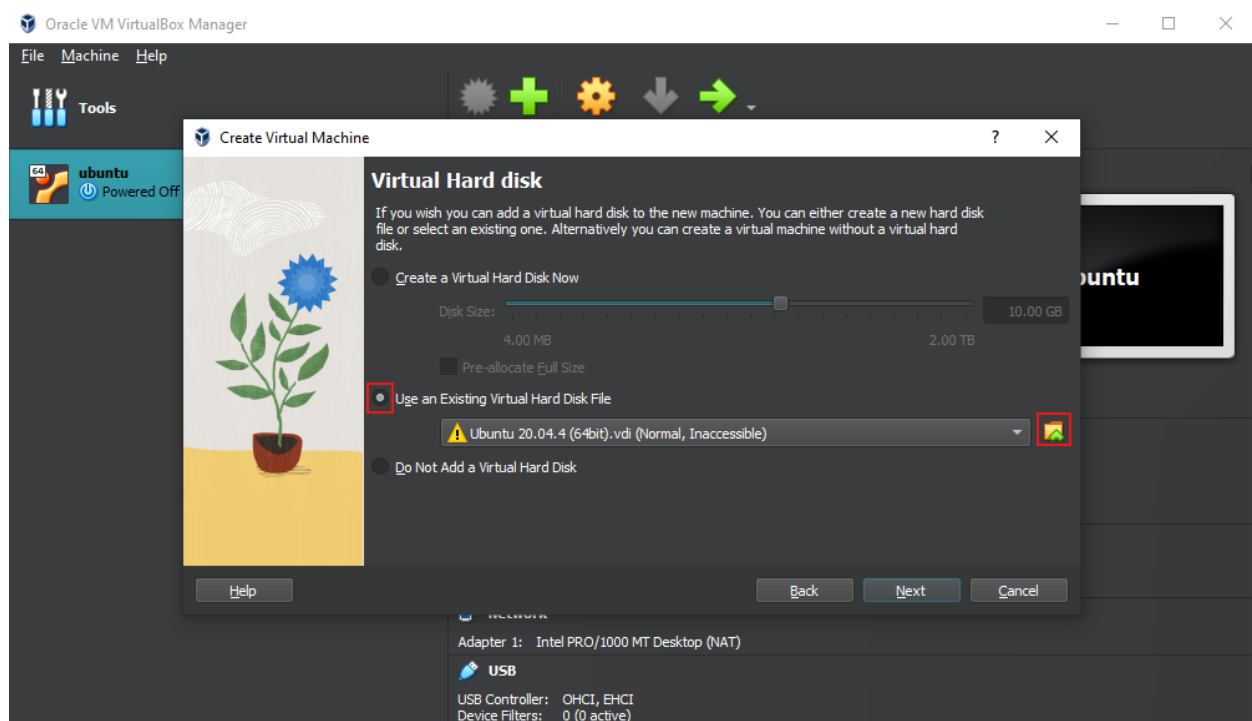 Oracle VM VirtualBox Manager
File Machine Help
Tools
64
ubuntu
Powered Off
Create Virtual Machine
?
Virtual Hard disk
If you wish you can add a virtual hard disk to the new machine. You can either create a new hard disk
file or select an existing one. Alternatively you can create a virtual machine without a virtual hard
disk.
Create a Virtual Hard Disk Now
Disk Size:
10.00 GB
4.00 MB
2.00 TB
Pre-allocate Full Size
Use an Existing Virtual Hard Disk File
Ubuntu 20.04.4 (64bit).vdi (Normal, Inaccessible)
Do Not Add a Virtual Hard Disk
Help
Back
Next
Cancel
Network
Adapter 1: Intel PRO/1000 MT Desktop (NAT)
USB
USB Controller: OHCI, EHCI
Device Filters: 0 (0 active)